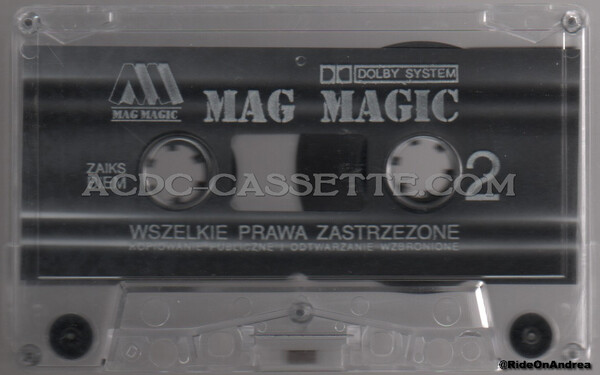 DOLBY SYSTEM
MAG MAGIC
MAG MAGIC
ZAIKS
BIEM
2
ACDC-CASSETTE.COM
WSZELKIE PRAWA ZASTRZEZONE
KOPIOWANIE PUBLICZNE I ODTWARZANIE WZBRONIONE
@RideOnAndrea